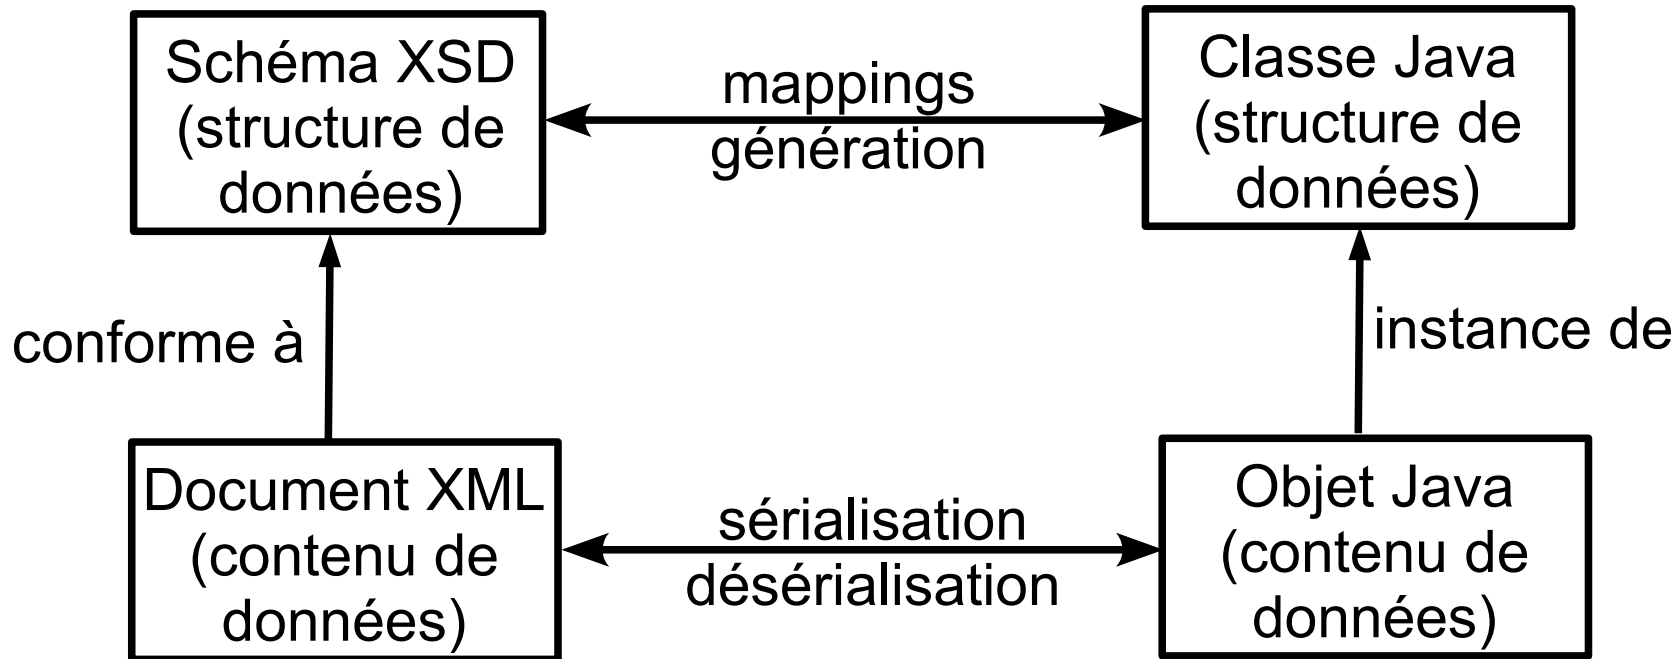 Schéma XSD
(structure de
données)
mappings
génération
Classe Java
(structure de
données)
conforme à
instance de
Document XML
(contenu de
données)
sérialisation
désérialisation
Objet Java
(contenu de
données)